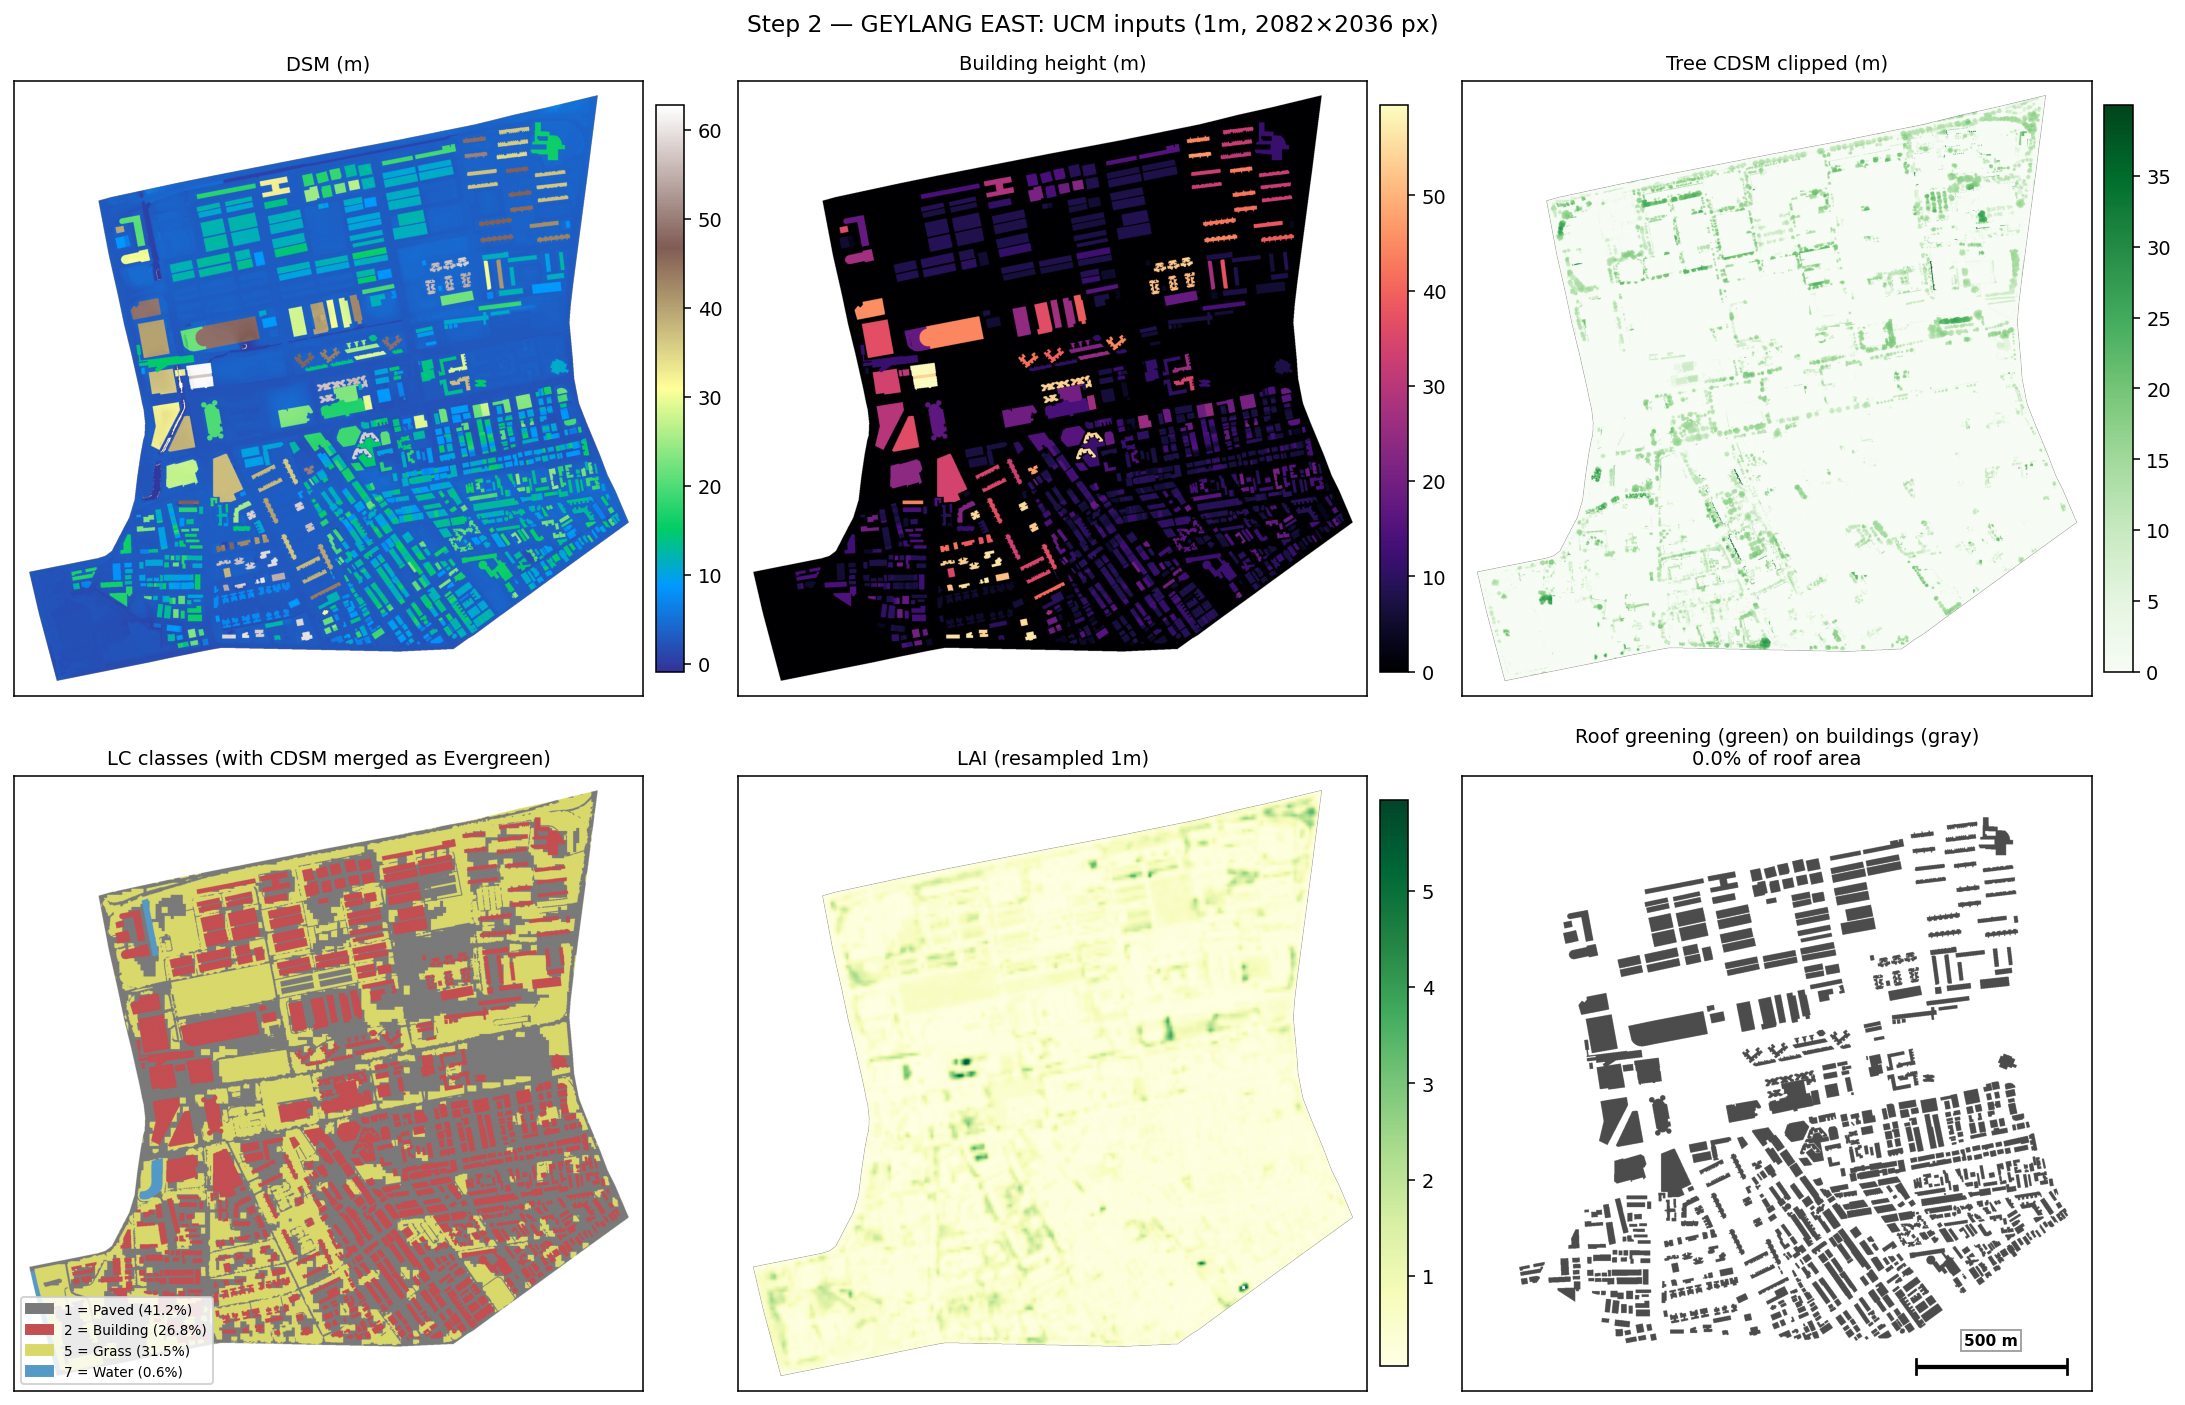 Step 2 — GEYLANG EAST: UCM inputs (1m, 2082×2036 px)
DSM (m)
60
50
40
30
20
10
0
Building height (m)
50
40
30
20
10
0
Tree CDSM clipped (m)
35
30
25
20
15
10
5
0
LC classes (with CDSM merged as Evergreen)
1 = Paved (41.2%)
2 = Building (26.8%)
5 = Grass (31.5%)
7 = Water (0.6%)
LAI (resampled 1m)
5
4
3
2
1
Roof greening (green) on buildings (gray)
0.0% of roof area
500 m